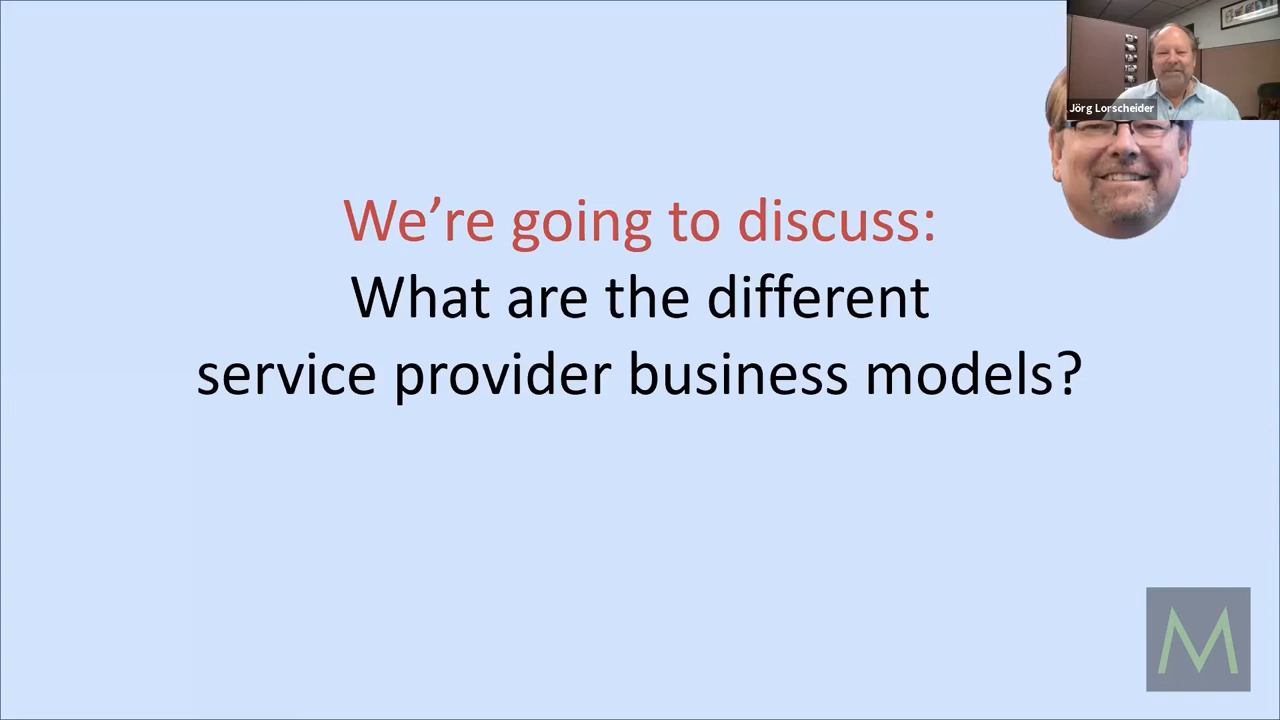 Jörg Lorscheider
We’re going to discuss:
What are the different
service provider business models?
M